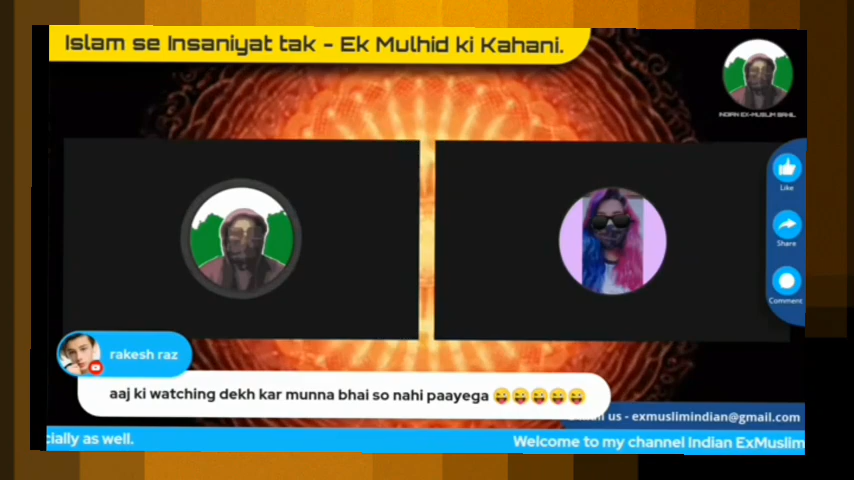 Islam se Insaniyat tak - Ek Mulhid ki Kahani.
INDIAN EX-MUSLIM SAHIL
Like
Share
Comment
rakesh raz
aaj ki watching dekh kar munna bhai so nahi paayega 😜😜😜😜😜
us - exmuslimindian@gmail.com
cially as well.
Welcome to my channel Indian ExMuslim